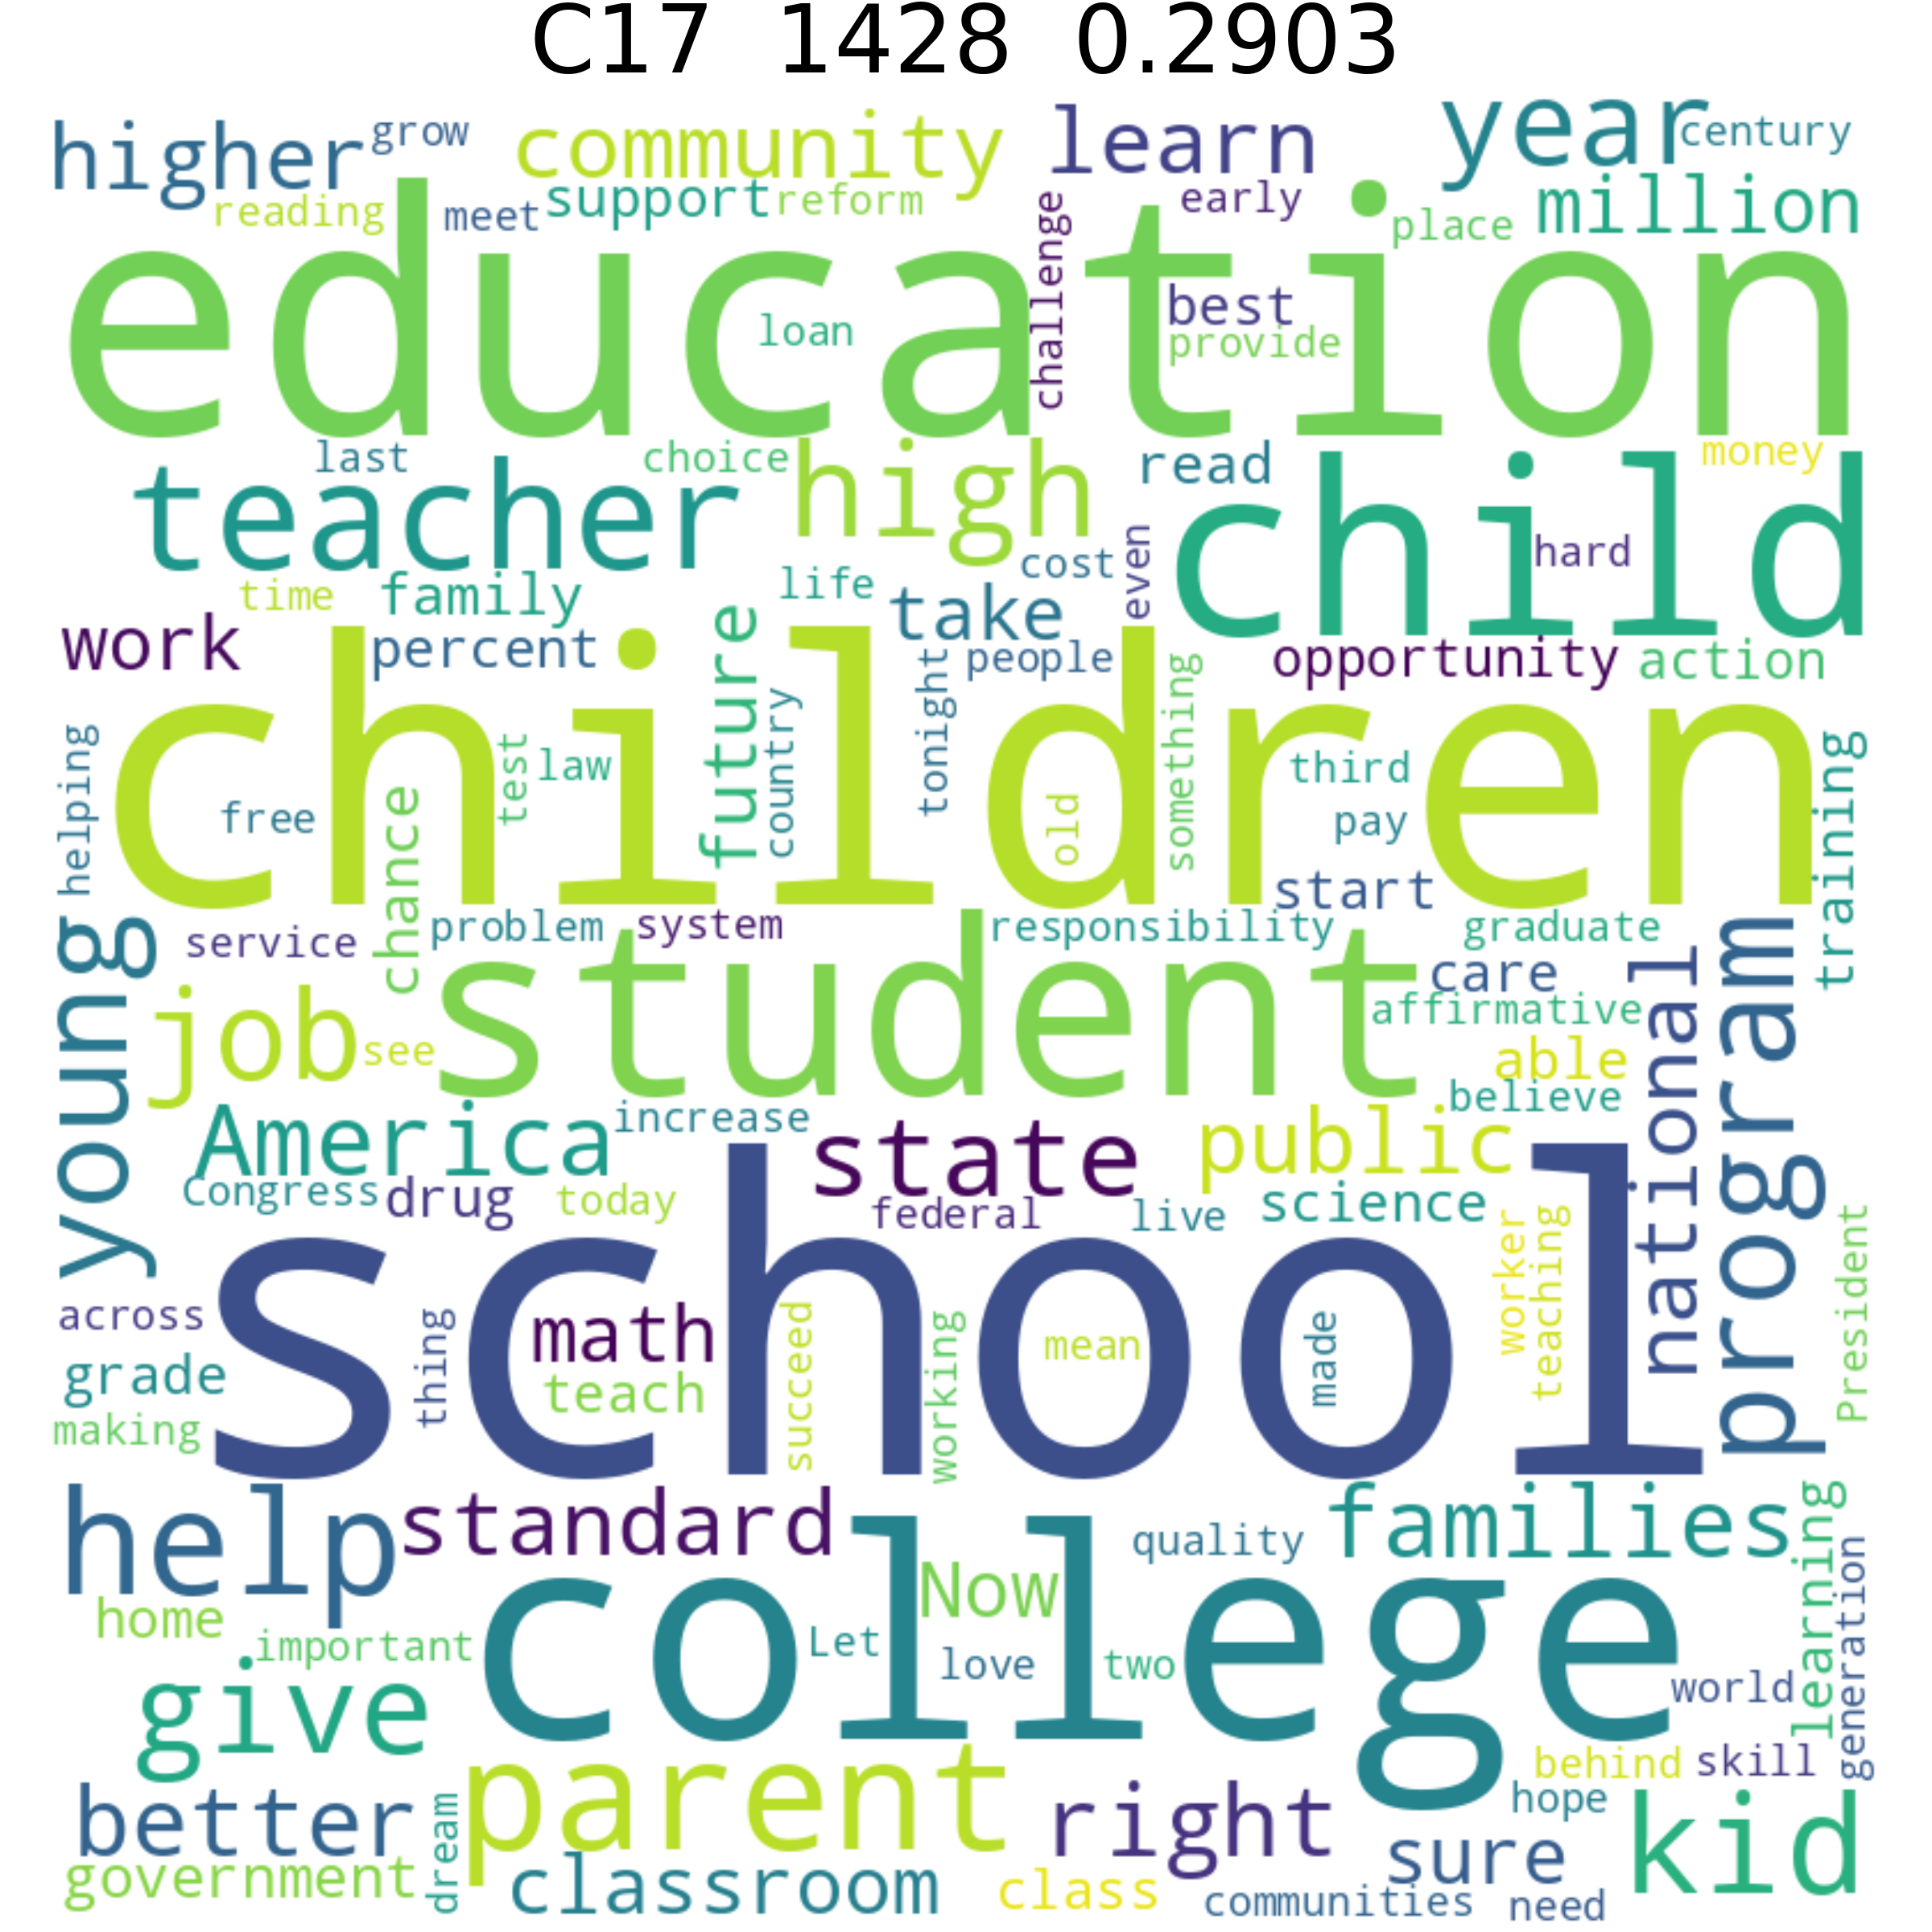 C17 1428 0.2903
higher grow community learn year century
reading meet support reform challenge early place million
education
loan best provide
last choice high read money
teacher child
hard
time family life cost even
work percent future take people opportunity action
children
helping free chance test law country tonight old something third pay start training
young service problem system responsibility graduate
student care national program
job see affirmative able
believe
America increase state public
Congress drug today federal live science worker teaching President
school
across thing math succeed working mean made
grade teach
making
help standard quality families learning generation
college
home Now
important Let love two world
give
parent behind skill
better dream right hope kid
government classroom class sure
communities need